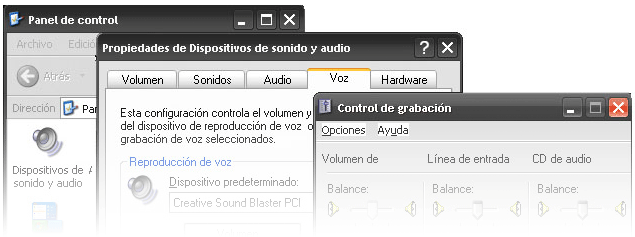 Panel de control
Archivo Edició
Atrás
Dirección Pan
Dispositivos de
sonido y audio
Propiedades de Dispositivos de sonido y audio
Volumen Sonidos Audio Voz Hardware
Esta configuración controla el volumen y
del dispositivo de reproducción de voz o
grabación de voz seleccionados.
Reproducción de voz
Dispositivo predeterminado:
Creative Sound Blaster PCI
Control de grabación
Opciones Ayuda
Volumen de Línea de entrada CD de audio
Balance: Balance: Balance: